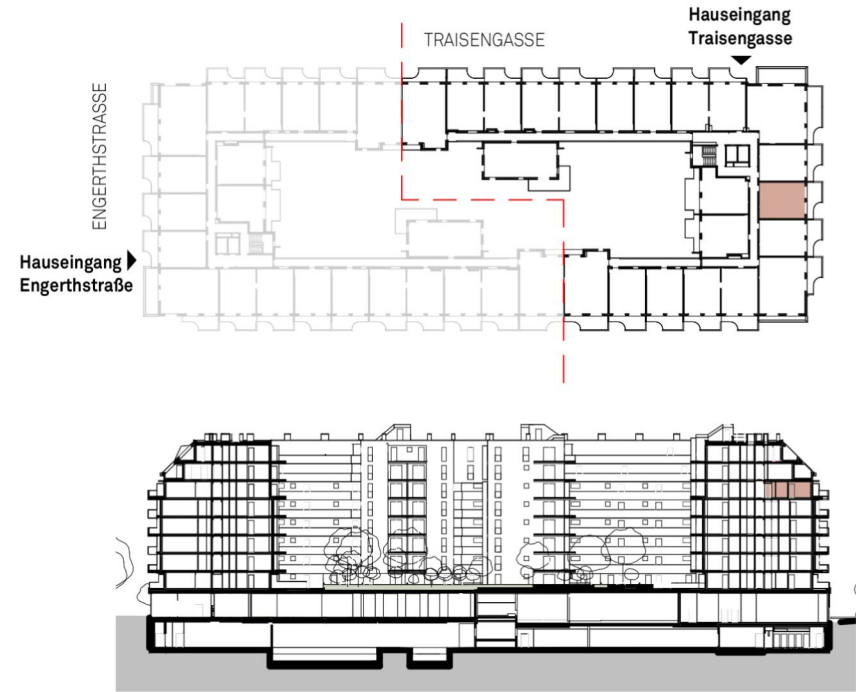 Hauseingang
Traisengasse
TRAISENGASSE
ENGERTHSTRASSE
Hauseingang
Engerthstraße